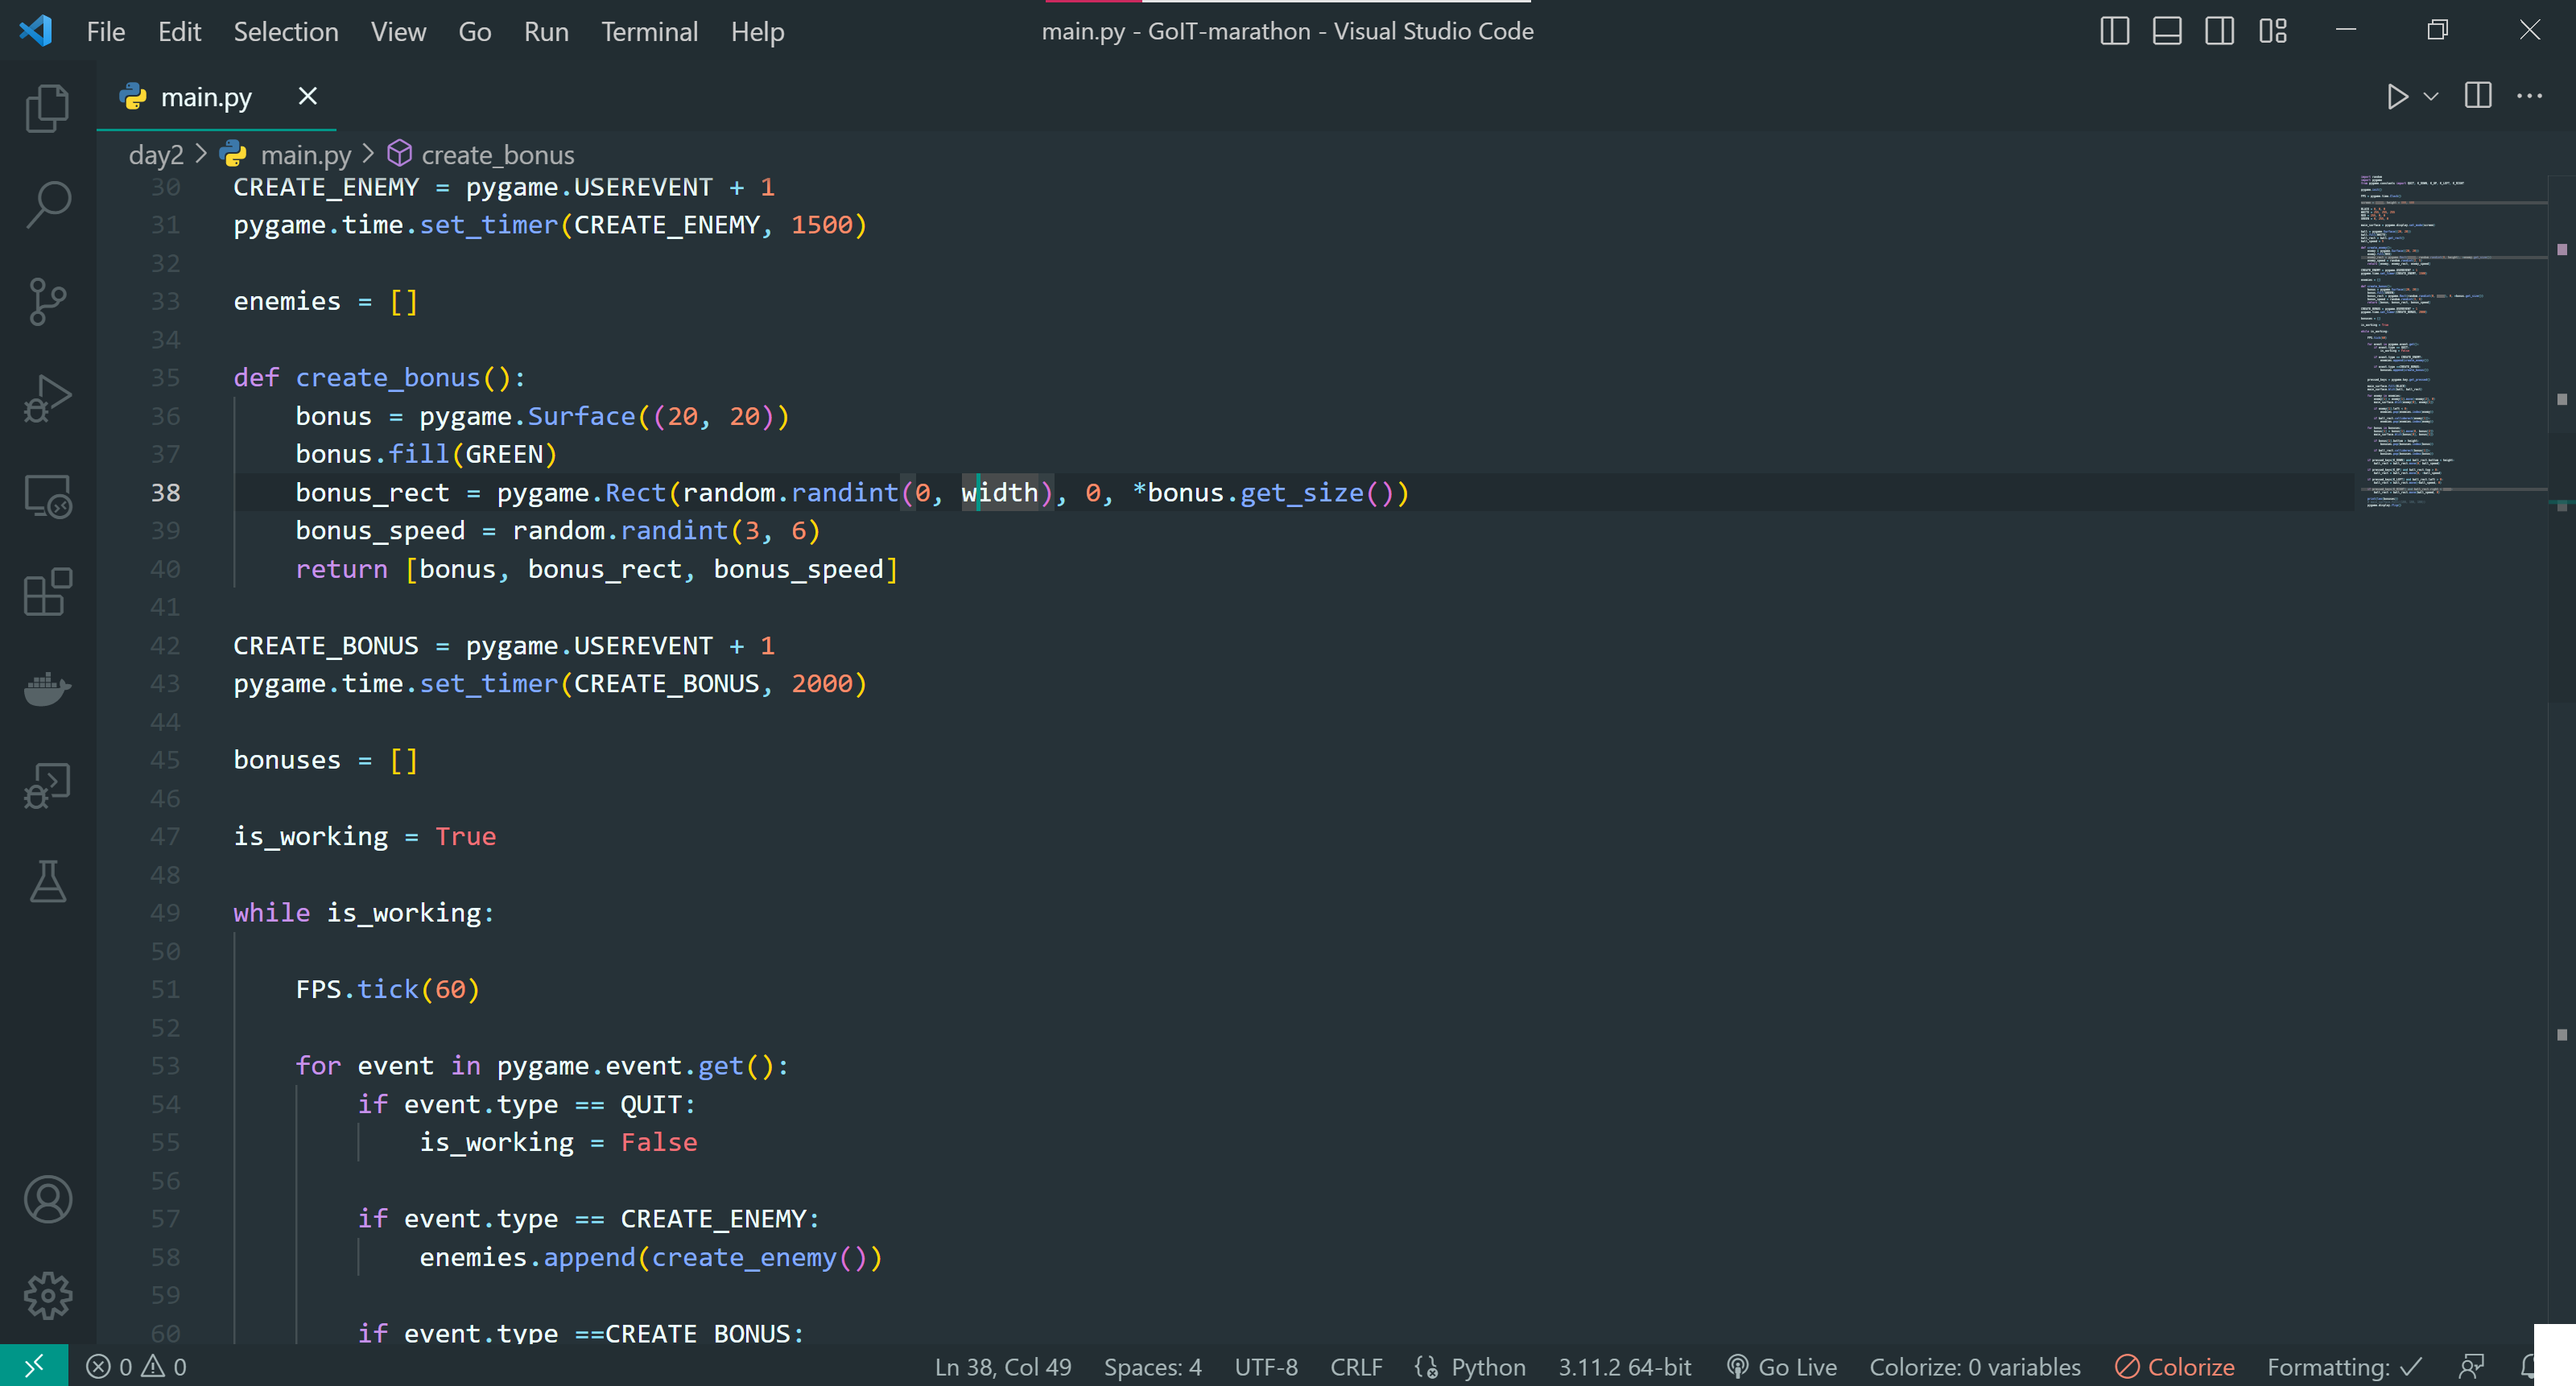 File Edit Selection View Go Run Terminal Help
main.py - GoIT-marathon - Visual Studio Code
main.py
day2 > main.py > create_bonus
30 CREATE_ENEMY = pygame.USEREVENT + 1
31 pygame.time.set_timer(CREATE_ENEMY, 1500)
32
33 enemies = []
34
35 def create_bonus():
36     bonus = pygame.Surface((20, 20))
37     bonus.fill(GREEN)
38     bonus_rect = pygame.Rect(random.randint(0, width), 0, *bonus.get_size())
39     bonus_speed = random.randint(3, 6)
40     return [bonus, bonus_rect, bonus_speed]
41
42 CREATE_BONUS = pygame.USEREVENT + 1
43 pygame.time.set_timer(CREATE_BONUS, 2000)
44
45 bonuses = []
46
47 is_working = True
48
49 while is_working:
50
51     FPS.tick(60)
52
53     for event in pygame.event.get():
54         if event.type == QUIT:
55             is_working = False
56
57         if event.type == CREATE_ENEMY:
58             enemies.append(create_enemy())
59
60         if event.type ==CREATE_BONUS:
0 0 Ln 38, Col 49 Spaces: 4 UTF-8 CRLF Python 3.11.2 64-bit Go Live Colorize: 0 variables Colorize Formatting: